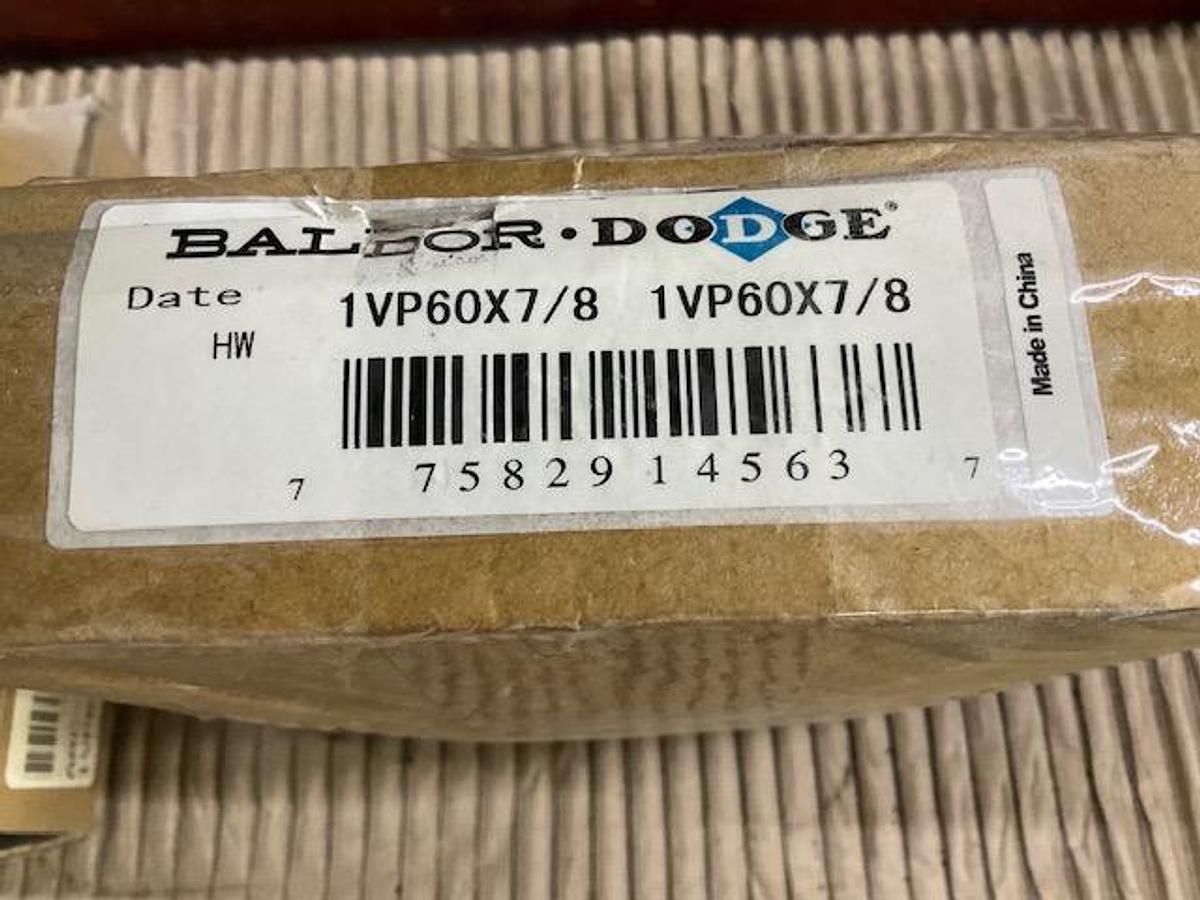 BALDOR•DODGE®
Date 1VP60X7/8 1VP60X7/8
HW
7 7582914563 7
Made in China